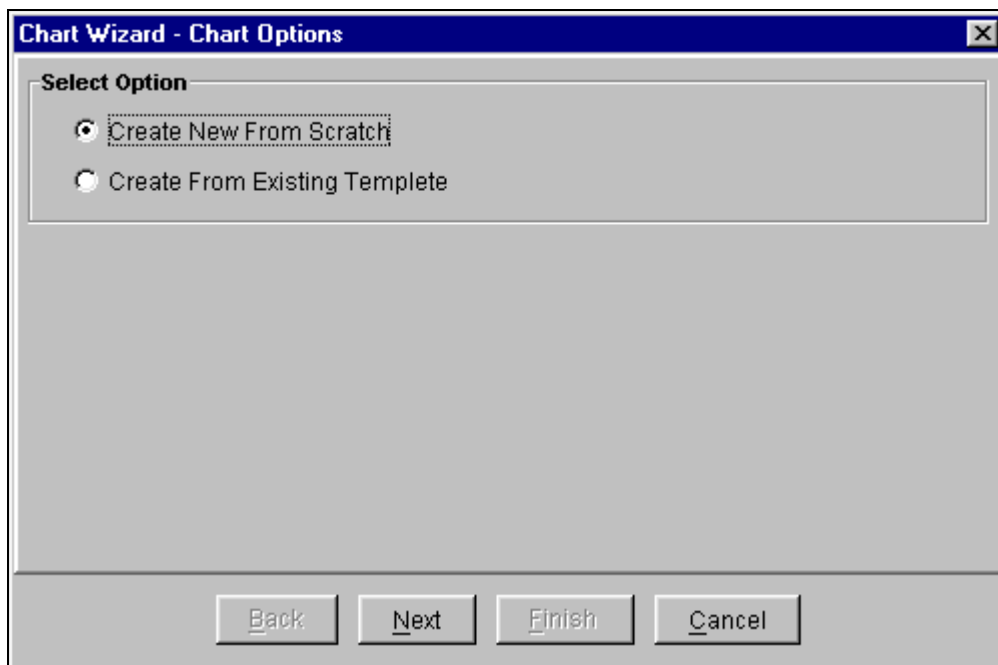 Chart Wizard - Chart Options
Select Option
Create New From Scratch
Create From Existing Templete
Back Next Finish Cancel